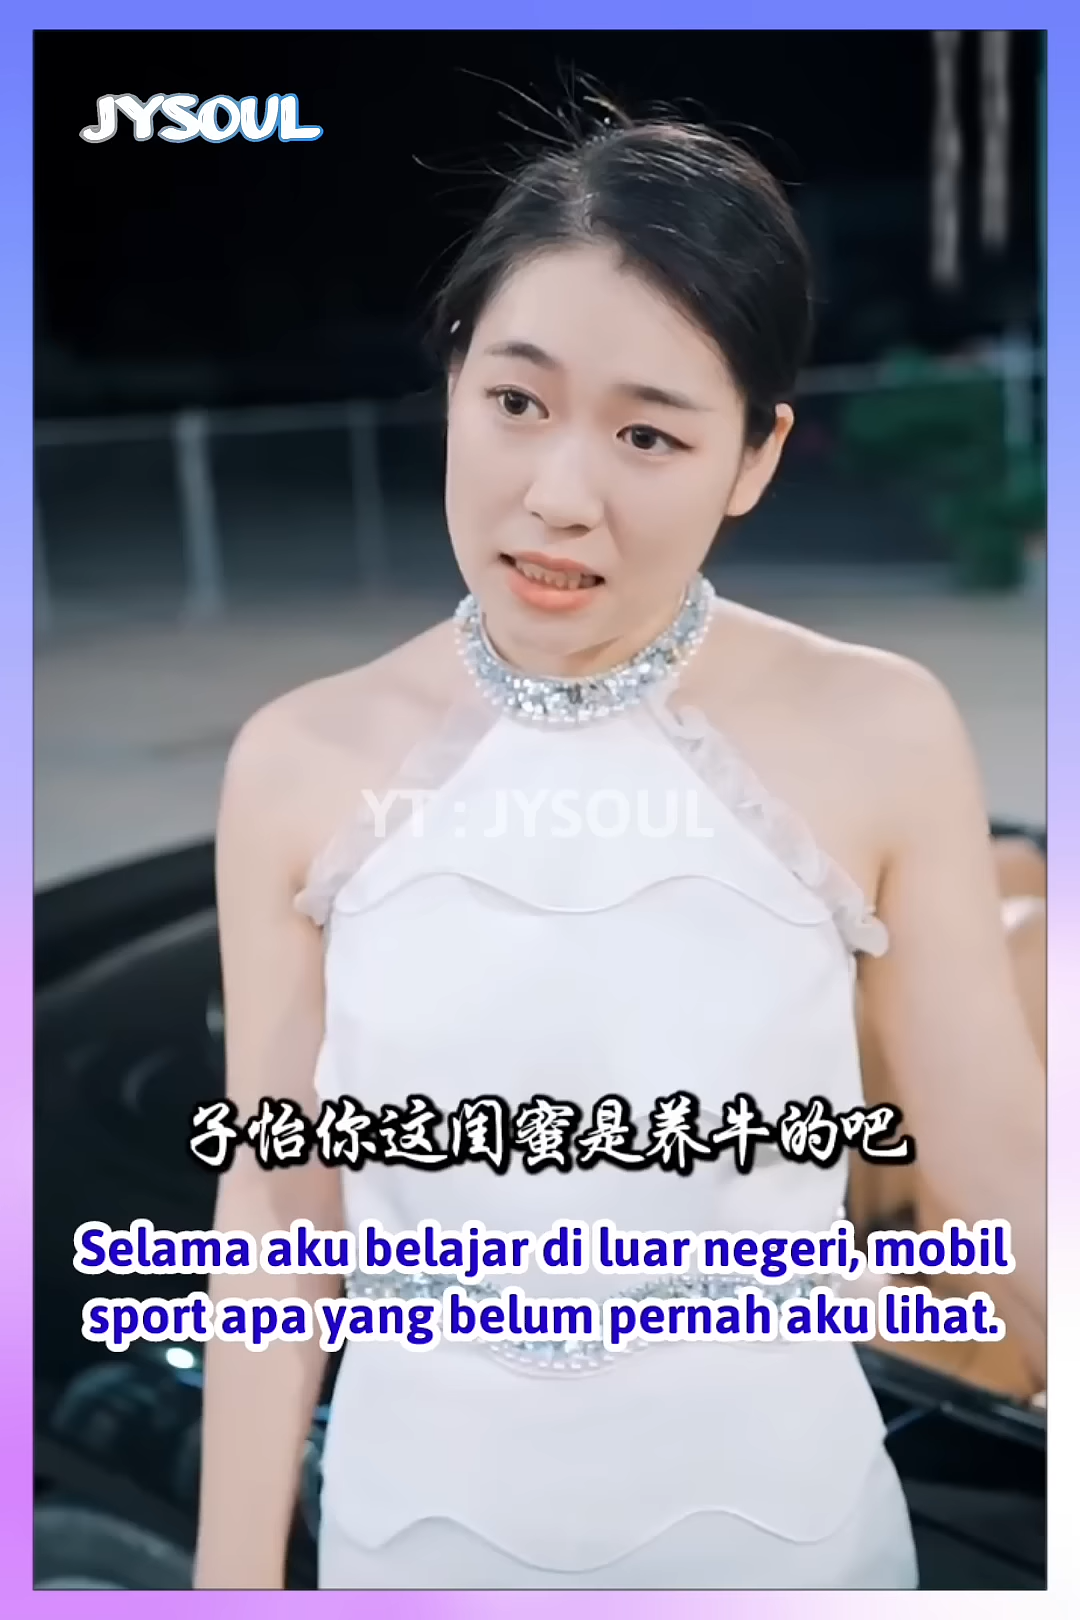 JYSOUL
YT : JYSOUL
子怡你这闺蜜是养牛的吧
Selama aku belajar di luar negeri, mobil
sport apa yang belum pernah aku lihat.